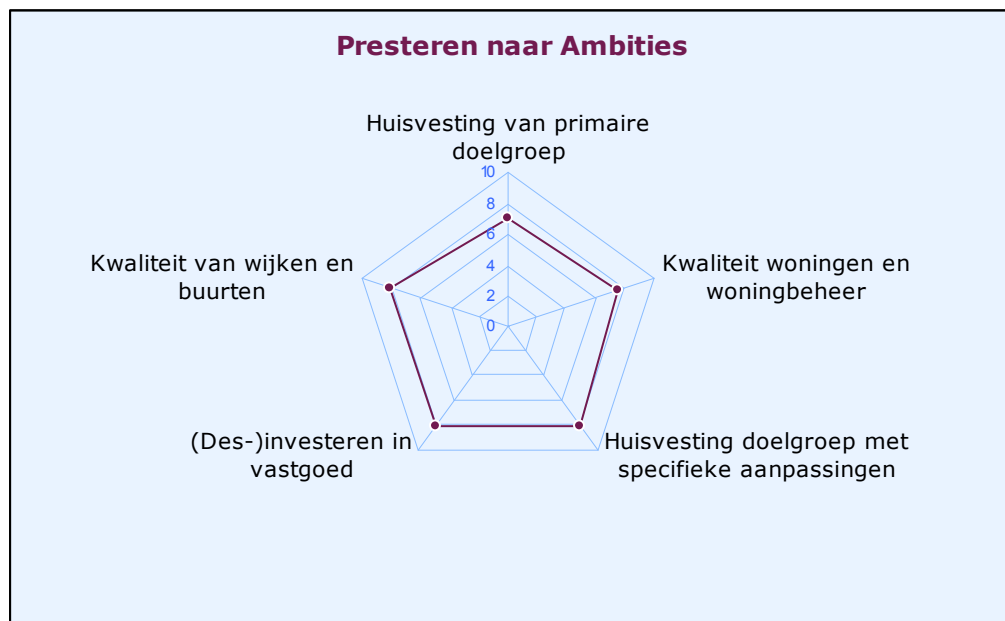 Presteren naar Ambities
Huisvesting van primaire
doelgroep
10
8
6
4
2
0
Kwaliteit van wijken en
buurten
Kwaliteit woningen en
woningbeheer
(Des-)investeren in
vastgoed
Huisvesting doelgroep met
specifieke aanpassingen